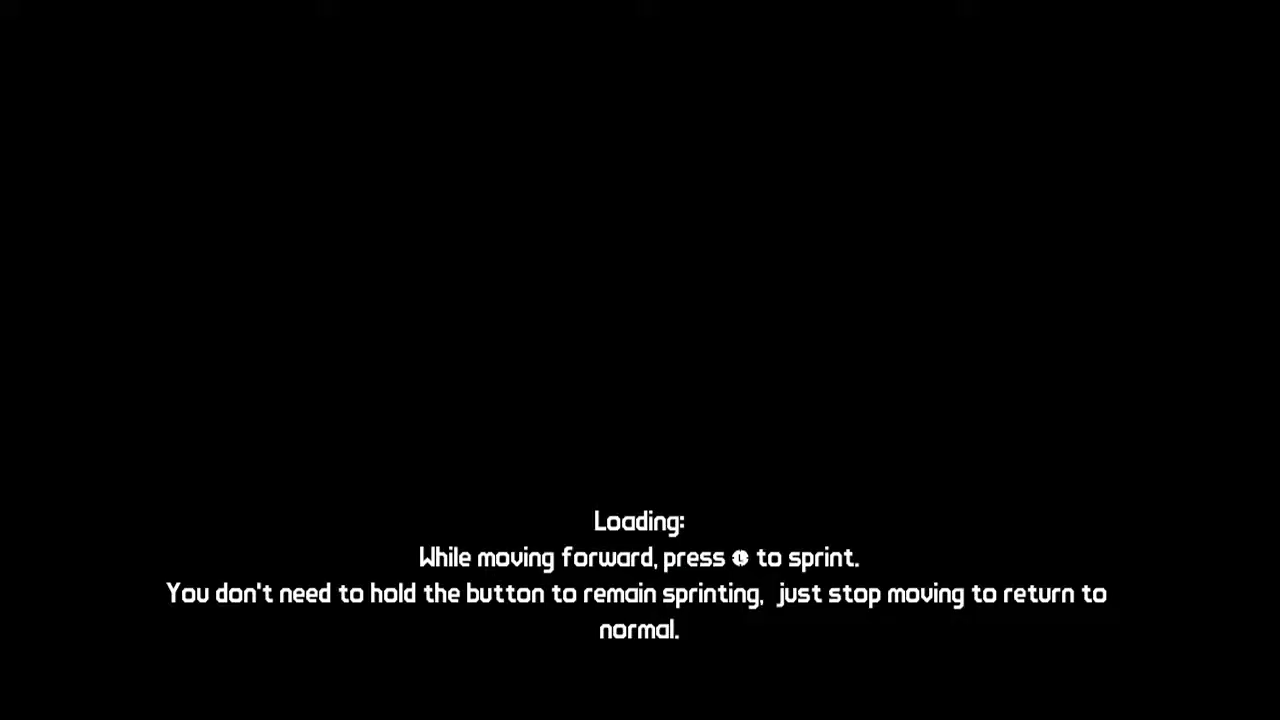 Loading:
While moving forward, press to sprint.
You don't need to hold the button to remain sprinting, just stop moving to return to
normal.